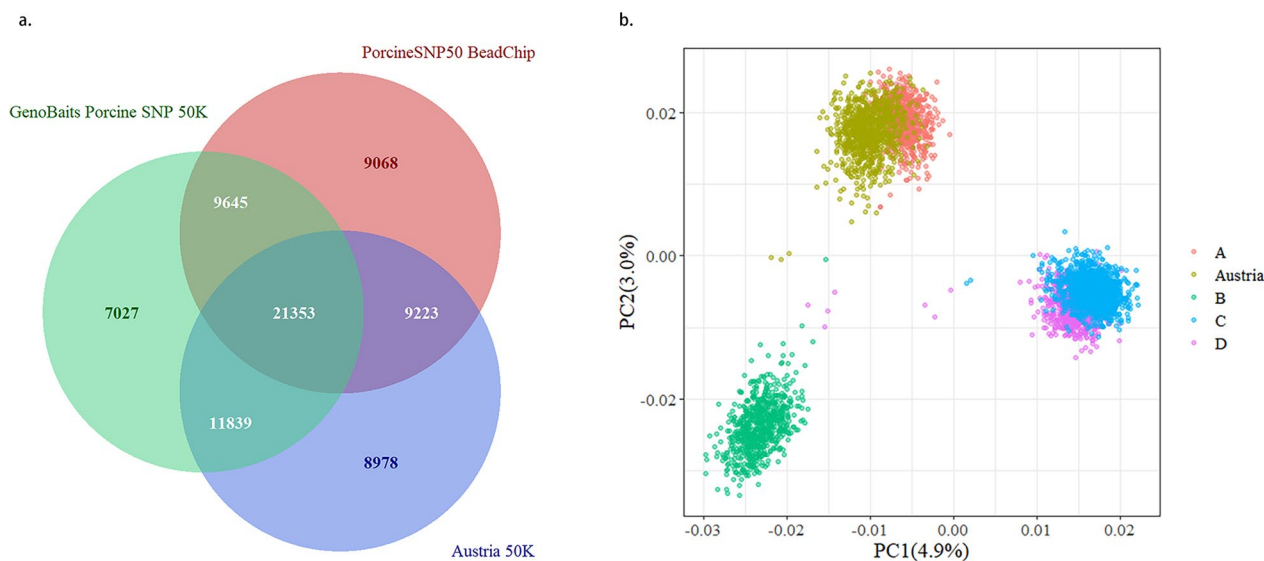 a.
PorcineSNP50 BeadChip
GenoBaits Porcine SNP 50K
9068
9645
7027
21353
9223
11839
8978
Austria 50K
b.
0.02
0.00
-0.02
PC2(3.0%)
-0.03
-0.02
-0.01
0.00
0.01
0.02
PC1(4.9%)
A
Austria
B
C
D